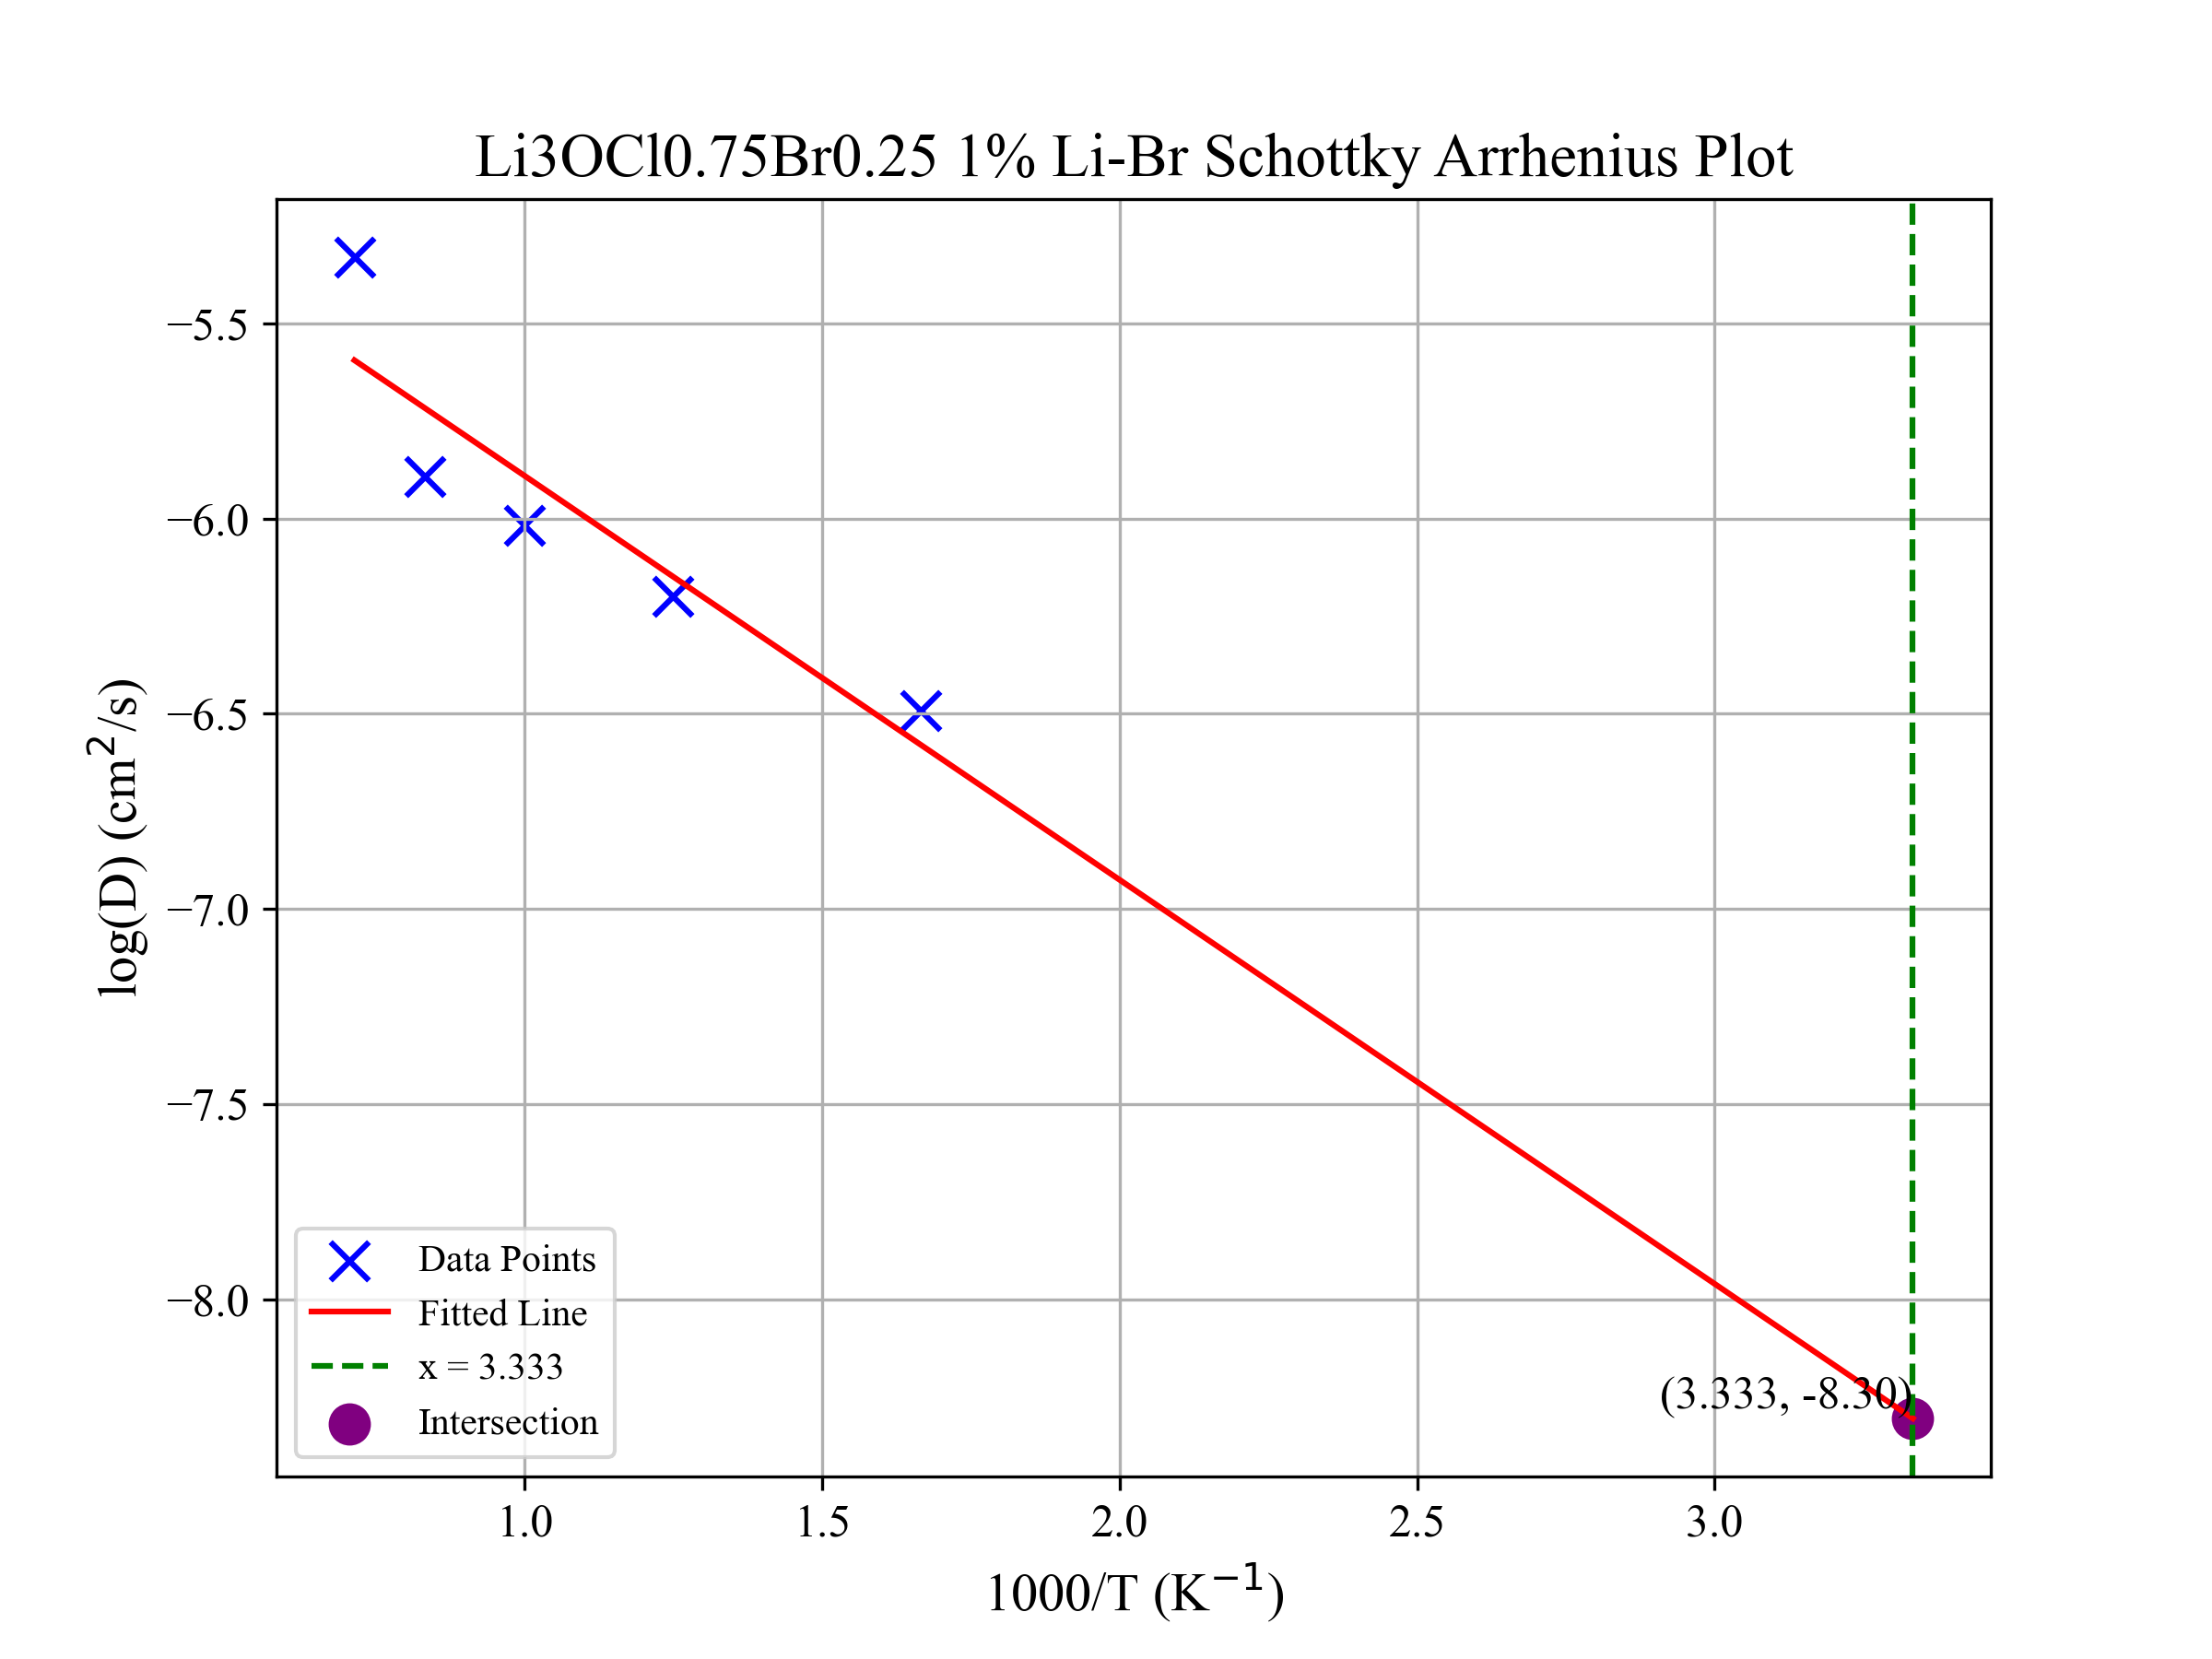 Li3OCl0.75Br0.25 1% Li-Br Schottky Arrhenius Plot
log(D) (cm²/s)
−5.5
−6.0
−6.5
−7.0
−7.5
−8.0
Data Points
Fitted Line
x = 3.333
Intersection
(3.333, -8.30)
1.0 1.5 2.0 2.5 3.0
1000/T (K⁻¹)